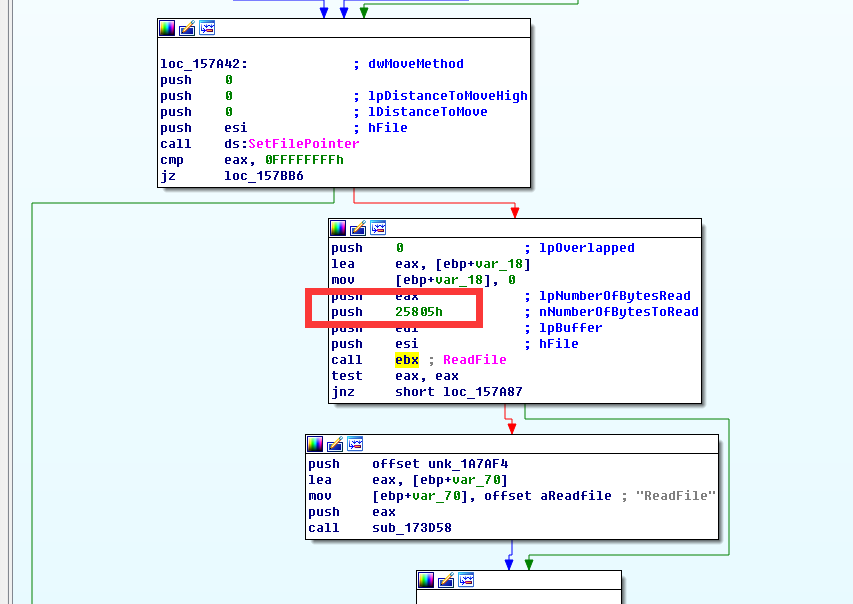 loc_157A42: ; dwMoveMethod
push 0
push 0 ; lpDistanceToMoveHigh
push 0 ; lDistanceToMove
push esi ; hFile
call ds:SetFilePointer
cmp eax, 0FFFFFFFFh
jz loc_157BB6
push 0 ; lpOverlapped
lea eax, [ebp+var_18]
mov [ebp+var_18], 0
push eax ; lpNumberOfBytesRead
push 25805h ; nNumberOfBytesToRead
push edi ; lpBuffer
push esi ; hFile
call ebx ; ReadFile
test eax, eax
jnz short loc_157A87
push offset unk_1A7AF4
lea eax, [ebp+var_70]
mov [ebp+var_70], offset aReadfile ; "ReadFile"
push eax
call sub_173D58